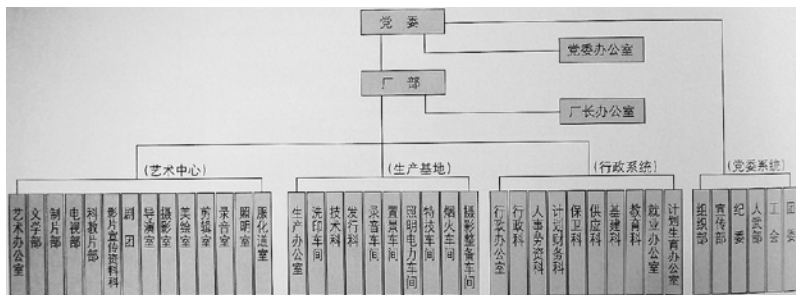 党委
党委办公室
厂部
厂长办公室
(艺术中心)
(生产基地)
(行政系统)
(党委系统)
艺术办公室
文学部
制片部
电视部
科教片部
影片宣传资料科
剧团
导演室
摄影室
美绘室
剪辑室
录音室
照明室
服化道室
生产办公室
洗印车间
技术科
发行科
录音车间
置景车间
照明电力车间
特技车间
烟火车间
摄影整备车间
行政办公室
行政科
人事劳资科
计划财务科
保卫科
供应科
基建科
教育科
就业办公室
计划生育办公室
组织部
宣传部
纪委
人武部
工会
团委